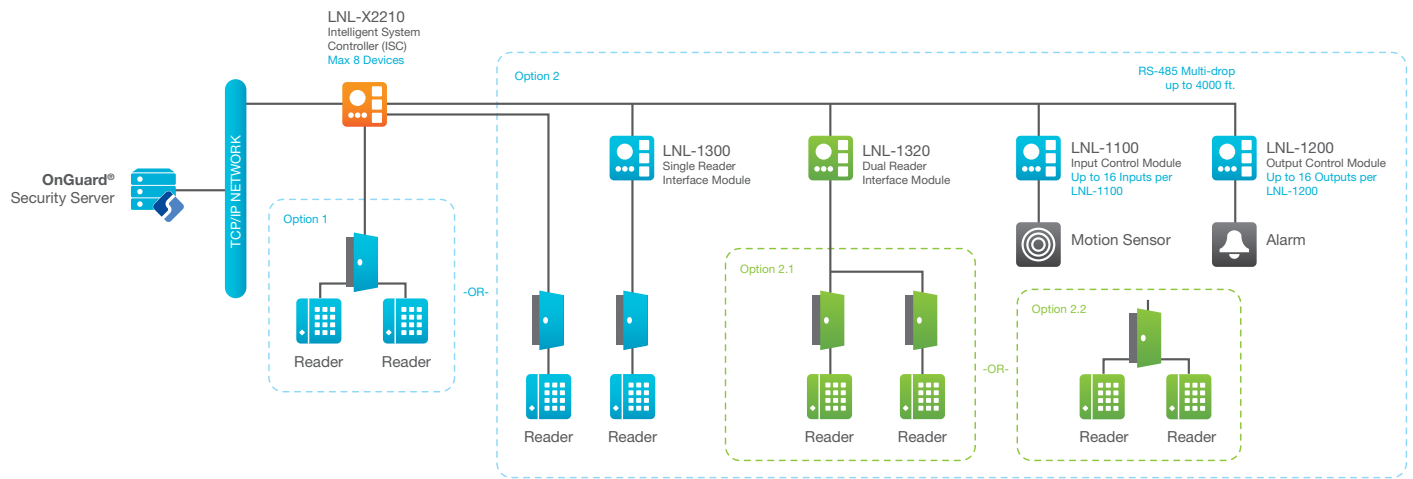 LNL-X2210
Intelligent System
Controller (ISC)
Max 8 Devices
OnGuard®
Security Server
TCP/IP NETWORK
Option 1
Reader
Reader
-OR-
Option 2
RS-485 Multi-drop
up to 4000 ft.
LNL-1300
Single Reader
Interface Module
LNL-1320
Dual Reader
Interface Module
LNL-1100
Input Control Module
Up to 16 Inputs per
LNL-1100
LNL-1200
Output Control Module
Up to 16 Outputs per
LNL-1200
Motion Sensor
Alarm
Reader
Reader
Option 2.1
Reader
Reader
-OR-
Option 2.2
Reader
Reader